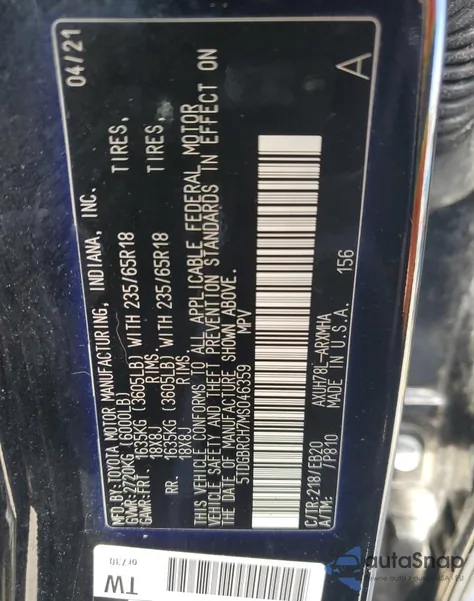 MFD.BY:TOYOTA MOTOR MANUFACTURING, INDIANA, INC. 04/21
GVWR:2720KG (6000LB)
GAWR:FRT. 1635KG (3605LB) WITH 235/65R18 TIRES,
18X8J RIMS,
RR. 1635KG (3605LB) WITH 235/65R18 TIRES,
18X8J RIMS.
THIS VEHICLE CONFORMS TO ALL APPLICABLE FEDERAL MOTOR
VEHICLE SAFETY AND THEFT PREVENTION STANDARDS IN EFFECT ON
THE DATE OF MANUFACTURE SHOWN ABOVE.
5TDGBRCH7MS046359 MPV
C/TR:218/EB20 AXUH78L-ARXMHA 156 A
A/TM: /P810 MADE IN U.S.A.
TW
autoSnap